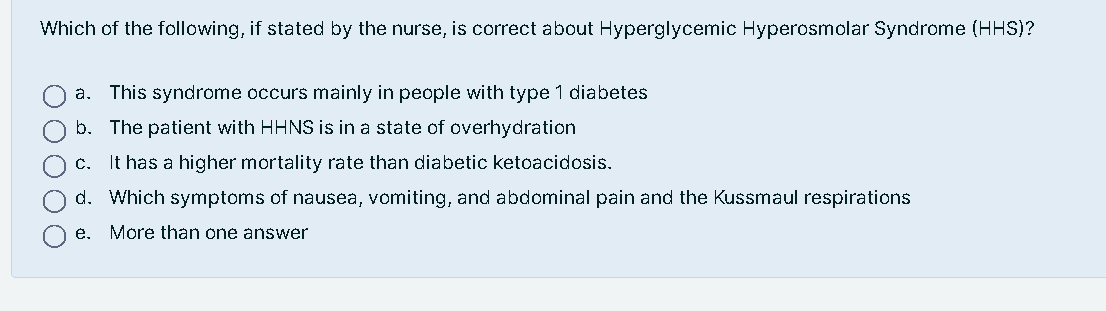 Which of the following, if stated by the nurse, is correct about Hyperglycemic Hyperosmolar Syndrome (HHS)?
a. This syndrome occurs mainly in people with type 1 diabetes
b. The patient with HHNS is in a state of overhydration
c. It has a higher mortality rate than diabetic ketoacidosis.
d. Which symptoms of nausea, vomiting, and abdominal pain and the Kussmaul respirations
e. More than one answer